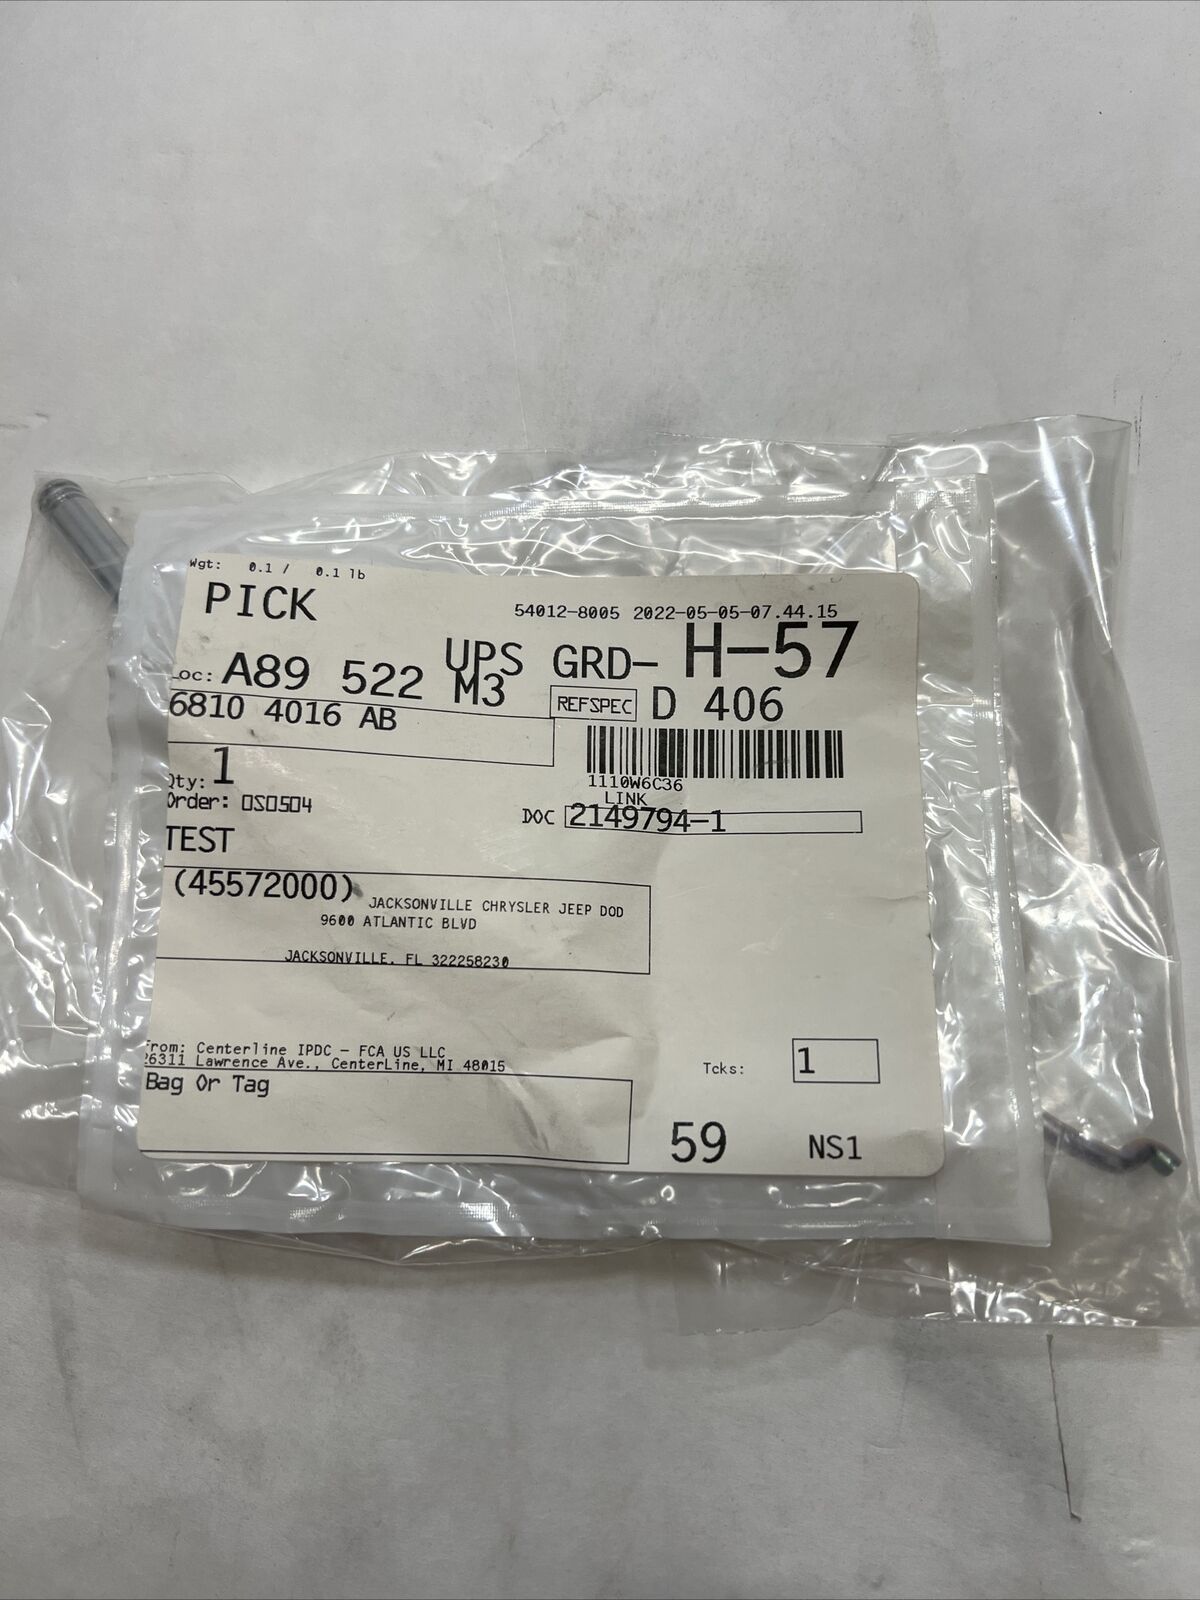 Wgt: 0.1 / 0.1 lb
PICK
54012-8005 2022-05-05-07.44.15
UPS GRD- H-57
Loc: A89 522 M3
REFSPEC D 406
6810 4016 AB
1110W6C36
LINK
Qty: 1
Order: OS0504
DOC 2149794-1
TEST
(45572000) JACKSONVILLE CHRYSLER JEEP DOD
9600 ATLANTIC BLVD
JACKSONVILLE, FL 322258230
From: Centerline IPDC - FCA US LLC
26311 Lawrence Ave., CenterLine, MI 48015
Tcks: 1
Bag Or Tag
59 NS1